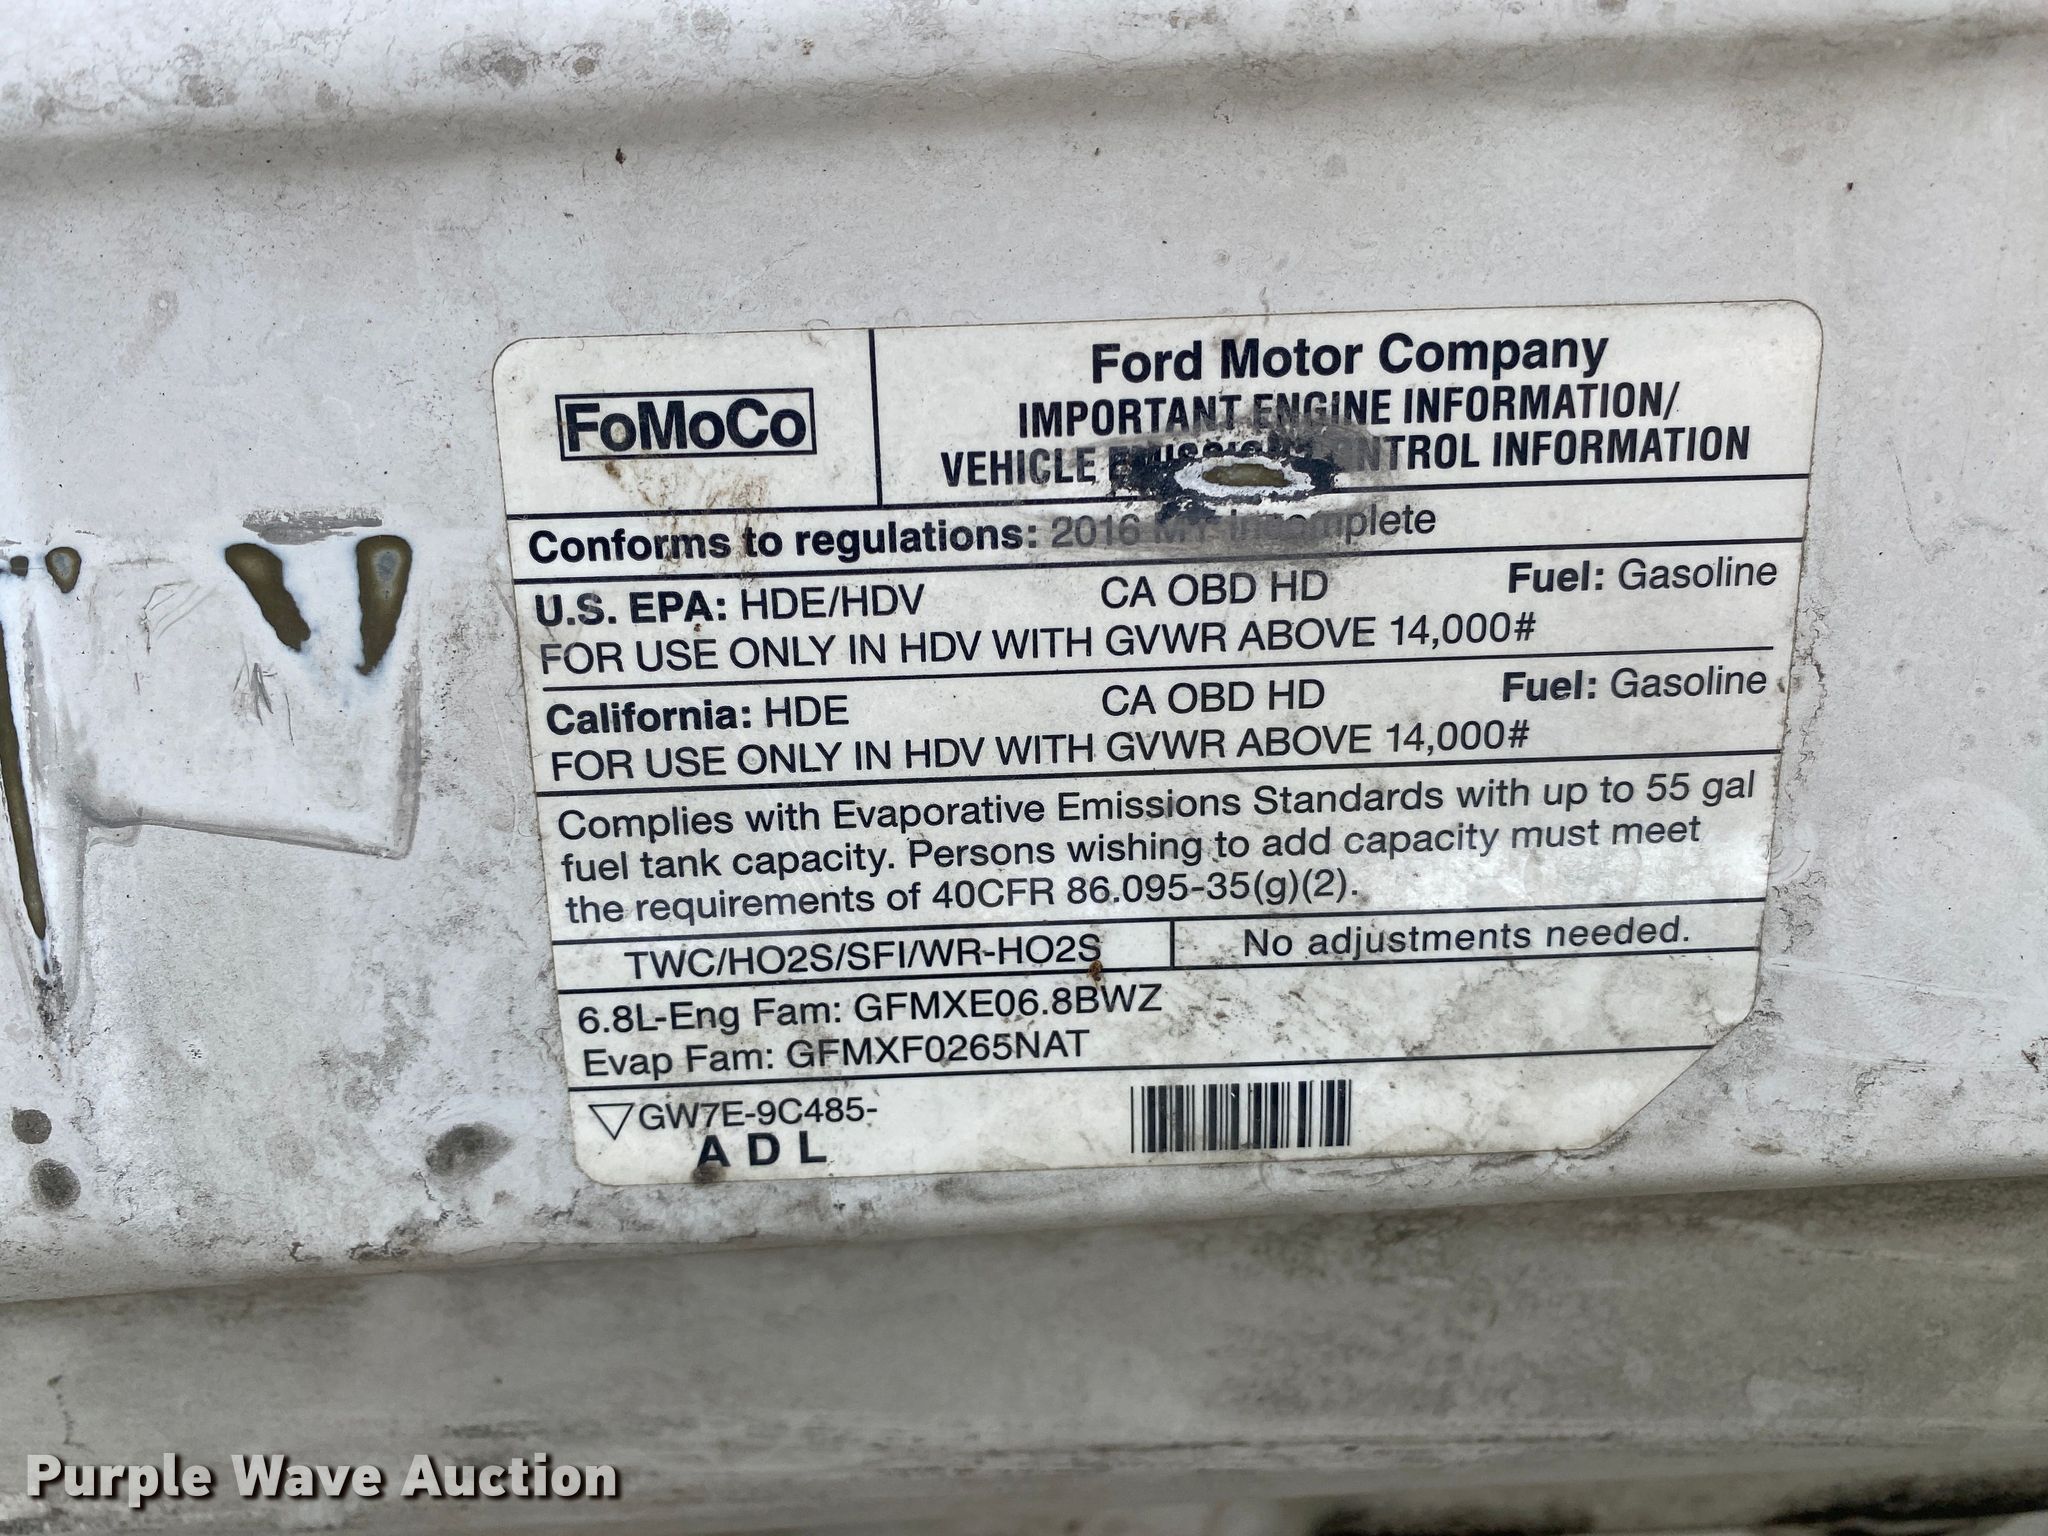 FoMoCo
Ford Motor Company
IMPORTANT ENGINE INFORMATION/
VEHICLE EMISSIONS CONTROL INFORMATION
Conforms to regulations: 2016 MY Incomplete
U.S. EPA: HDE/HDV CA OBD HD Fuel: Gasoline
FOR USE ONLY IN HDV WITH GVWR ABOVE 14,000#
California: HDE CA OBD HD Fuel: Gasoline
FOR USE ONLY IN HDV WITH GVWR ABOVE 14,000#
Complies with Evaporative Emissions Standards with up to 55 gal
fuel tank capacity. Persons wishing to add capacity must meet
the requirements of 40CFR 86.095-35(g)(2).
TWC/HO2S/SFI/WR-HO2S No adjustments needed.
6.8L-Eng Fam: GFMXE06.8BWZ
Evap Fam: GFMXF0265NAT
GW7E-9C485-
A D L
Purple Wave Auction